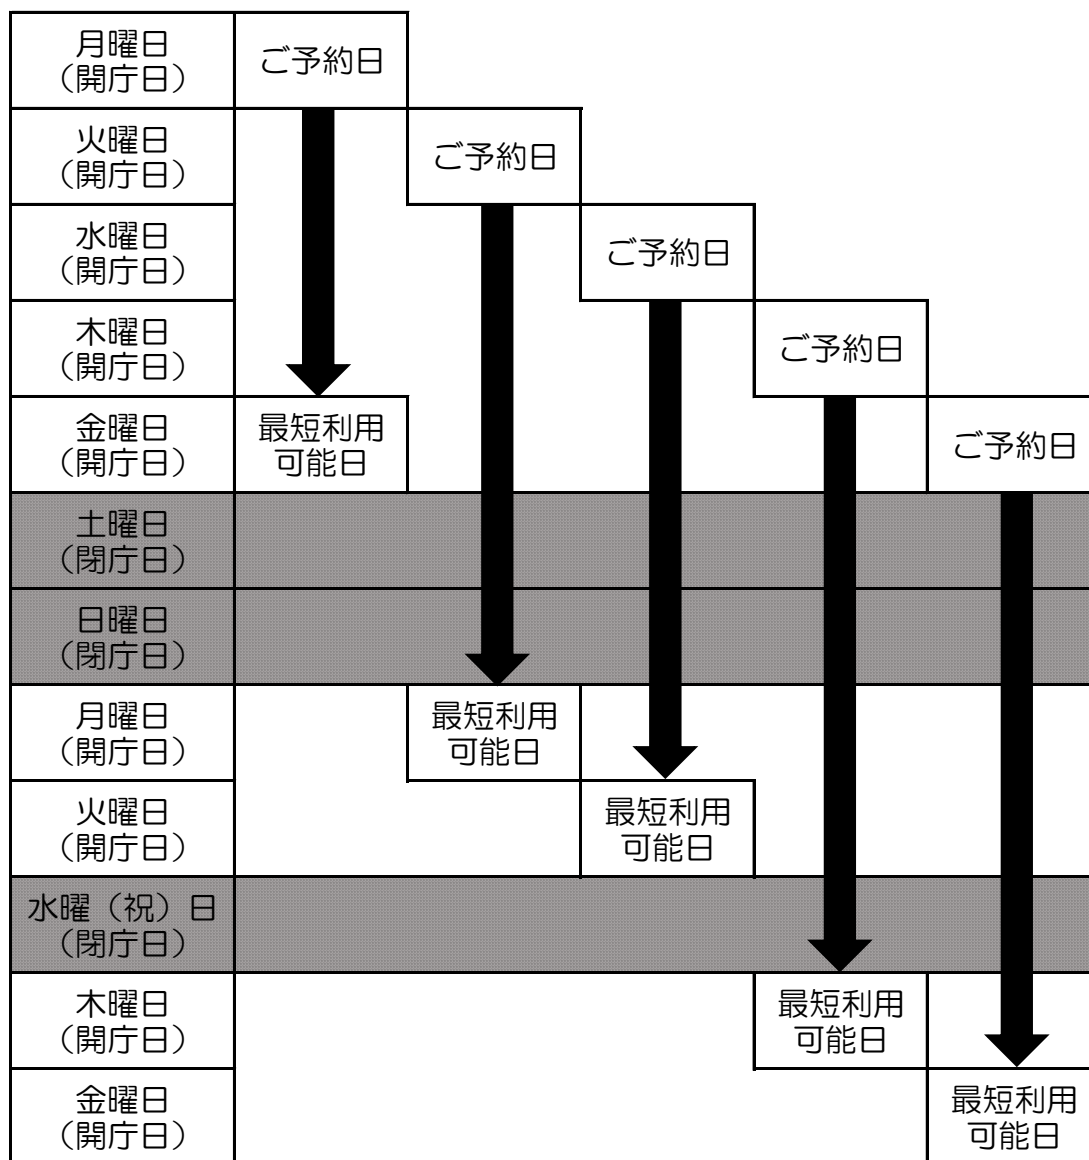 月曜日
（開庁日）
ご予約日
火曜日
（開庁日）
ご予約日
水曜日
（開庁日）
ご予約日
木曜日
（開庁日）
ご予約日
金曜日
（開庁日）
最短利用
可能日
ご予約日
土曜日
（閉庁日）
日曜日
（閉庁日）
月曜日
（開庁日）
最短利用
可能日
火曜日
（開庁日）
最短利用
可能日
水曜（祝）日
（閉庁日）
木曜日
（開庁日）
最短利用
可能日
金曜日
（開庁日）
最短利用
可能日